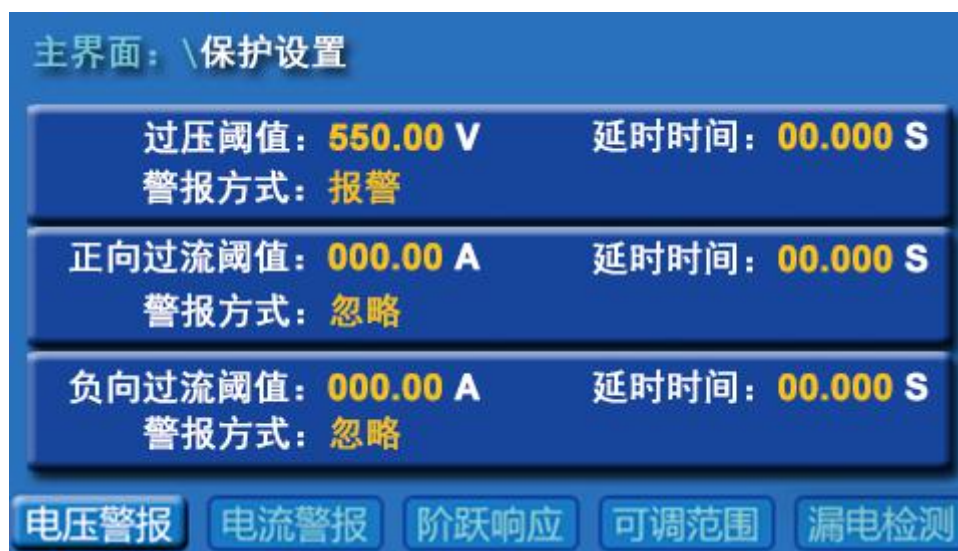 主界面：\保护设置
过压阈值：550.00 V 延时时间：00.000 S
警报方式：报警
正向过流阈值：000.00 A 延时时间：00.000 S
警报方式：忽略
负向过流阈值：000.00 A 延时时间：00.000 S
警报方式：忽略
电压警报 电流警报 阶跃响应 可调范围 漏电检测